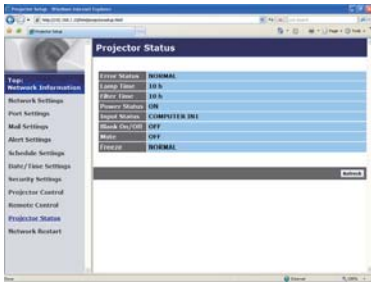 Projector Status
Error Status NORMAL
Lamp Time 10 h
Filter Time 10 h
Power Status ON
Input Status COMPUTER IN1
Blank On/Off OFF
Mute OFF
Freeze NORMAL
Refresh
Top:
Network Information
Network Settings
Port Settings
Mail Settings
Alert Settings
Schedule Settings
Date/Time Settings
Security Settings
Projector Control
Remote Control
Projector Status
Network Restart